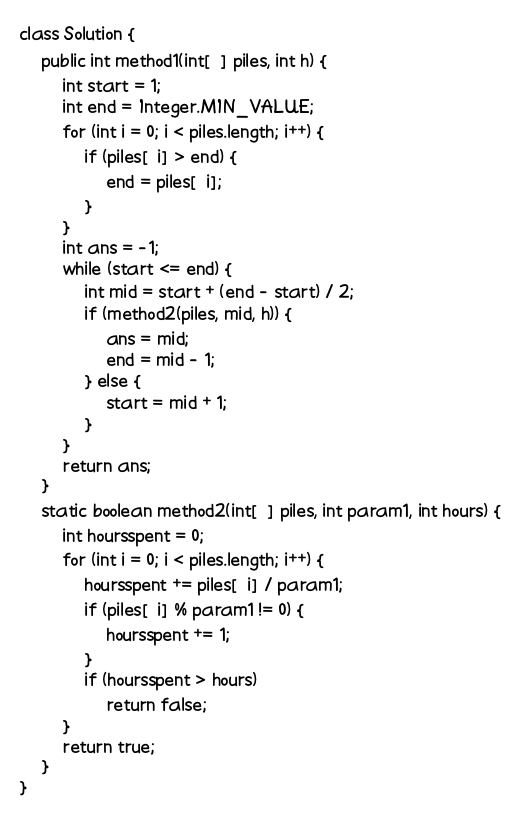 class Solution {
    public int method1(int[  ] piles, int h) {
        int start = 1;
        int end = Integer.MIN_VALUE;
        for (int i = 0; i < piles.length; i++) {
            if (piles[  i] > end) {
                end = piles[  i];
            }
        }
        int ans = -1;
        while (start <= end) {
            int mid = start + (end - start) / 2;
            if (method2(piles, mid, h)) {
                ans = mid;
                end = mid - 1;
            } else {
                start = mid + 1;
            }
        }
        return ans;
    }
    static boolean method2(int[  ] piles, int param1, int hours) {
        int hoursspent = 0;
        for (int i = 0; i < piles.length; i++) {
            hoursspent += piles[  i] / param1;
            if (piles[  i] % param1 != 0) {
                hoursspent += 1;
            }
            if (hoursspent > hours)
                return false;
        }
        return true;
    }
}